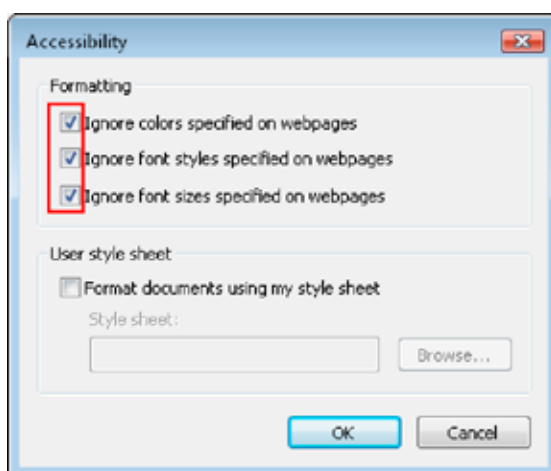 Accessibility
Formatting
Ignore colors specified on webpages
Ignore font styles specified on webpages
Ignore font sizes specified on webpages
User style sheet
Format documents using my style sheet
Style sheet:
Browse...
OK Cancel